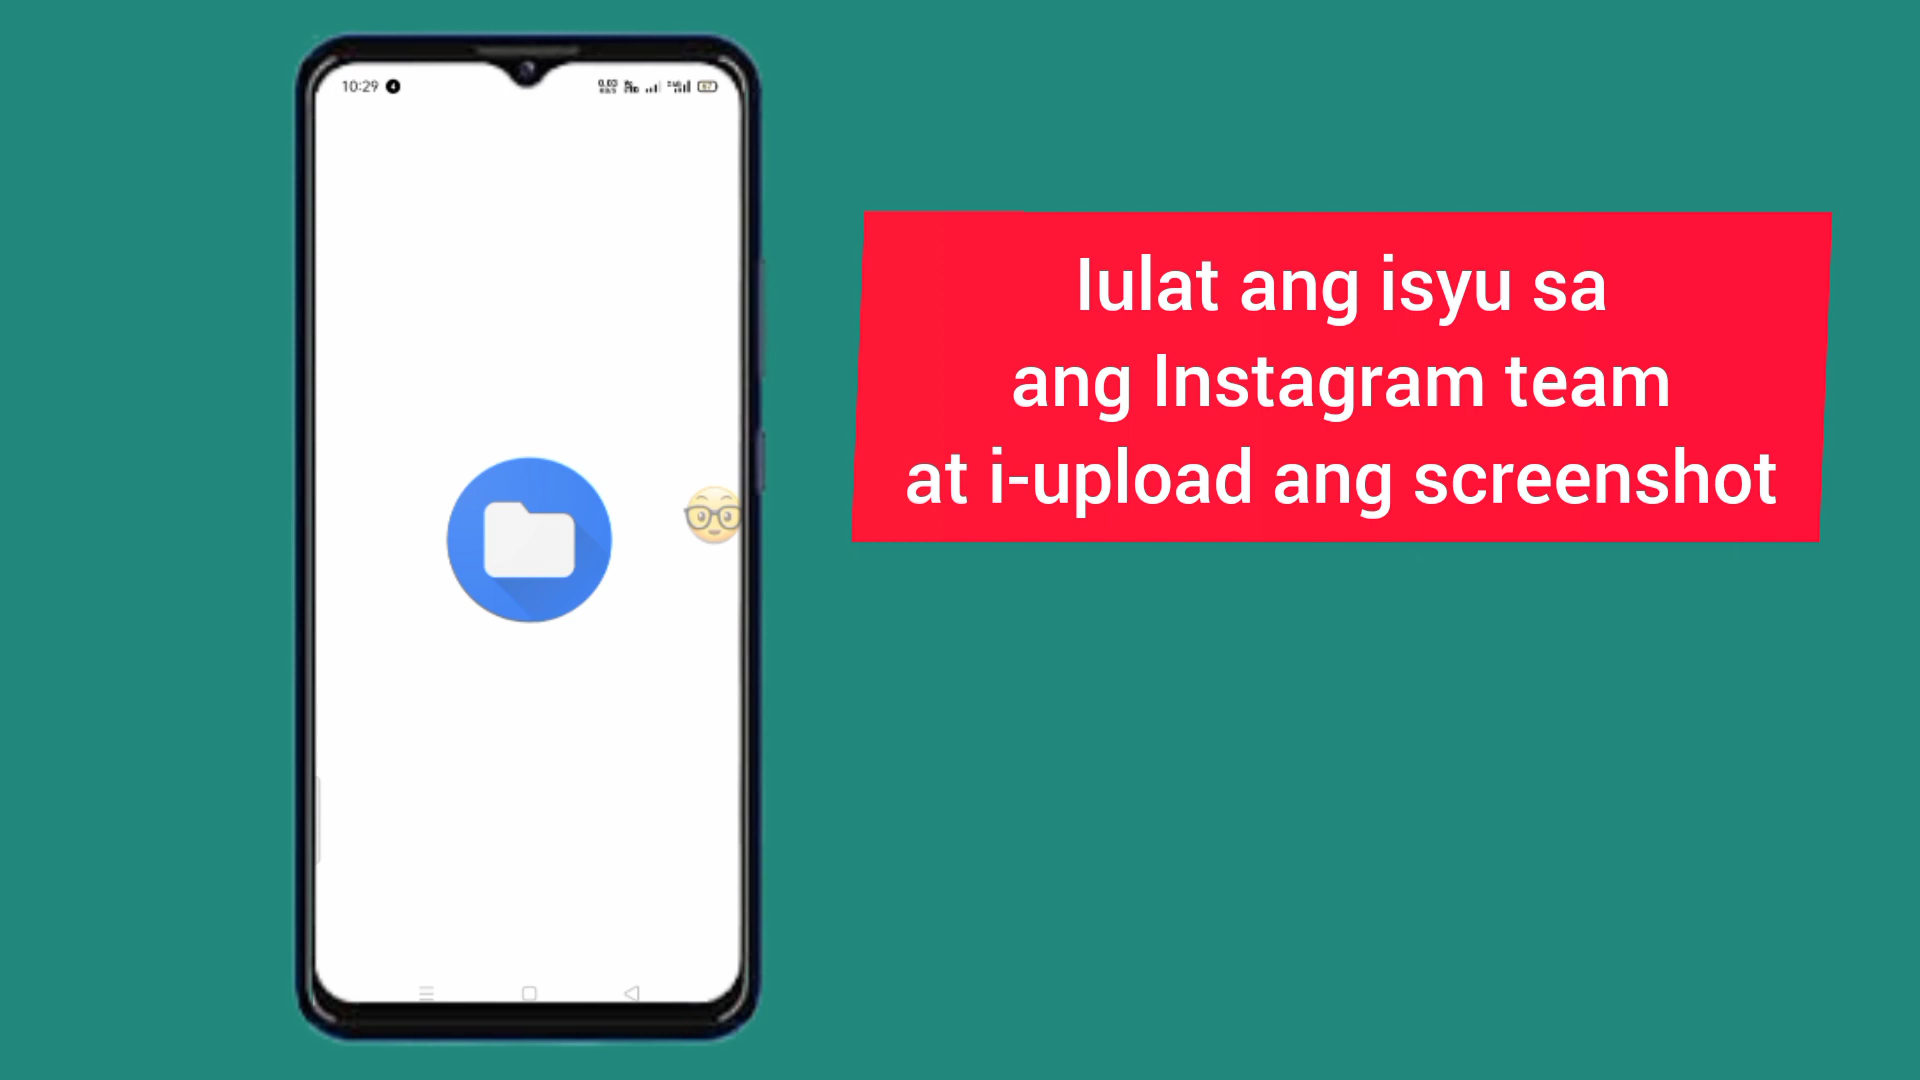 10:29
Iulat ang isyu sa
ang Instagram team
at i-upload ang screenshot